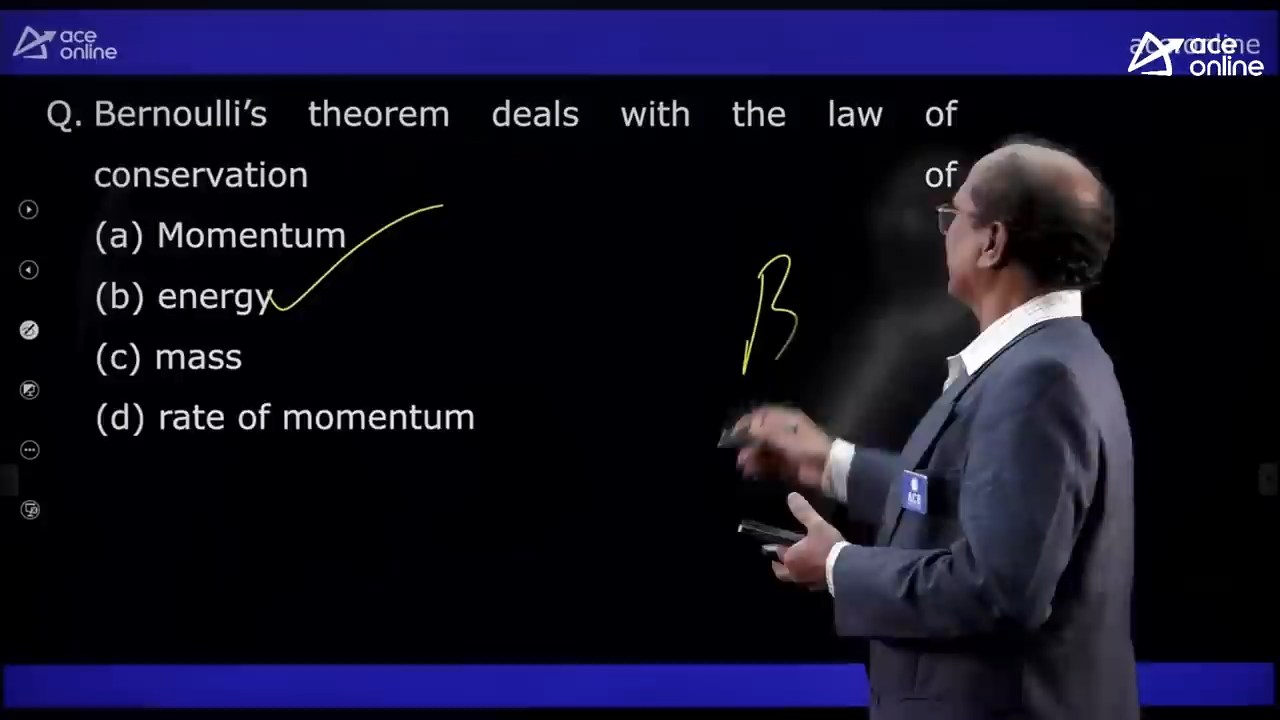 ace
online
ace
online
Q. Bernoulli's theorem deals with the law of
conservation of
(a) Momentum
(b) energy
(c) mass
(d) rate of momentum
B
ACE